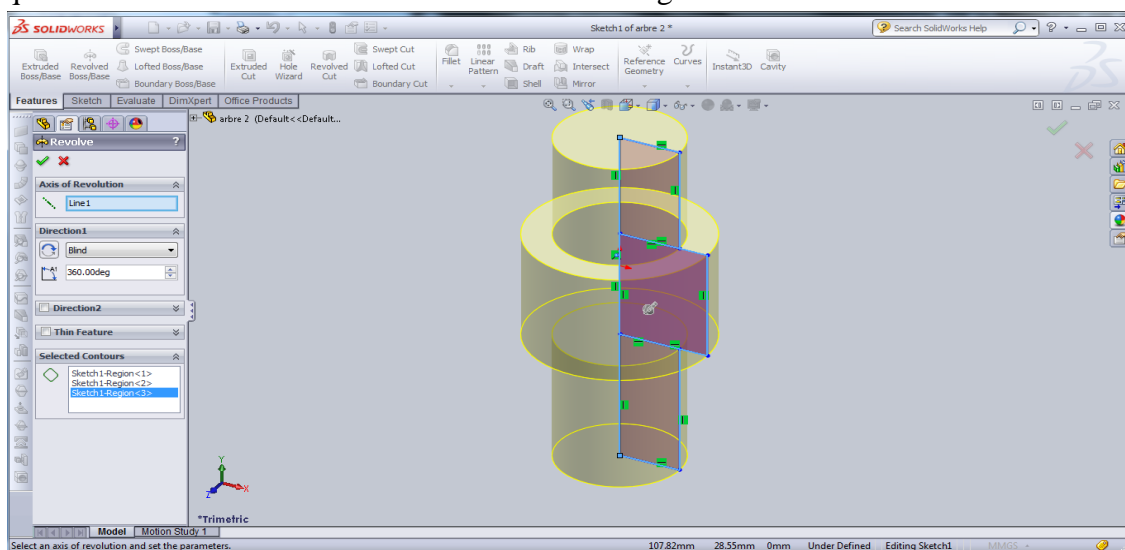 SOLIDWORKS
Sketch1 of arbre 2 *
Search SolidWorks Help
Extruded Boss/Base
Revolved Boss/Base
Swept Boss/Base
Lofted Boss/Base
Boundary Boss/Base
Extruded Cut
Hole Wizard
Revolved Cut
Swept Cut
Lofted Cut
Boundary Cut
Fillet
Linear Pattern
Rib
Draft
Shell
Wrap
Intersect
Mirror
Reference Geometry
Curves
Instant3D
Cavity
Features
Sketch
Evaluate
DimXpert
Office Products
arbre 2 (Default<<Default...
Revolve
?
Axis of Revolution
Line1
Direction1
Blind
A1
360.00deg
Direction2
Thin Feature
Selected Contours
Sketch1-Region<1>
Sketch1-Region<2>
Sketch1-Region<3>
Y
X
Z
*Trimetric
Model
Motion Study 1
Select an axis of revolution and set the parameters.
107.82mm
28.55mm
0mm
Under Defined
Editing Sketch1
MMGS